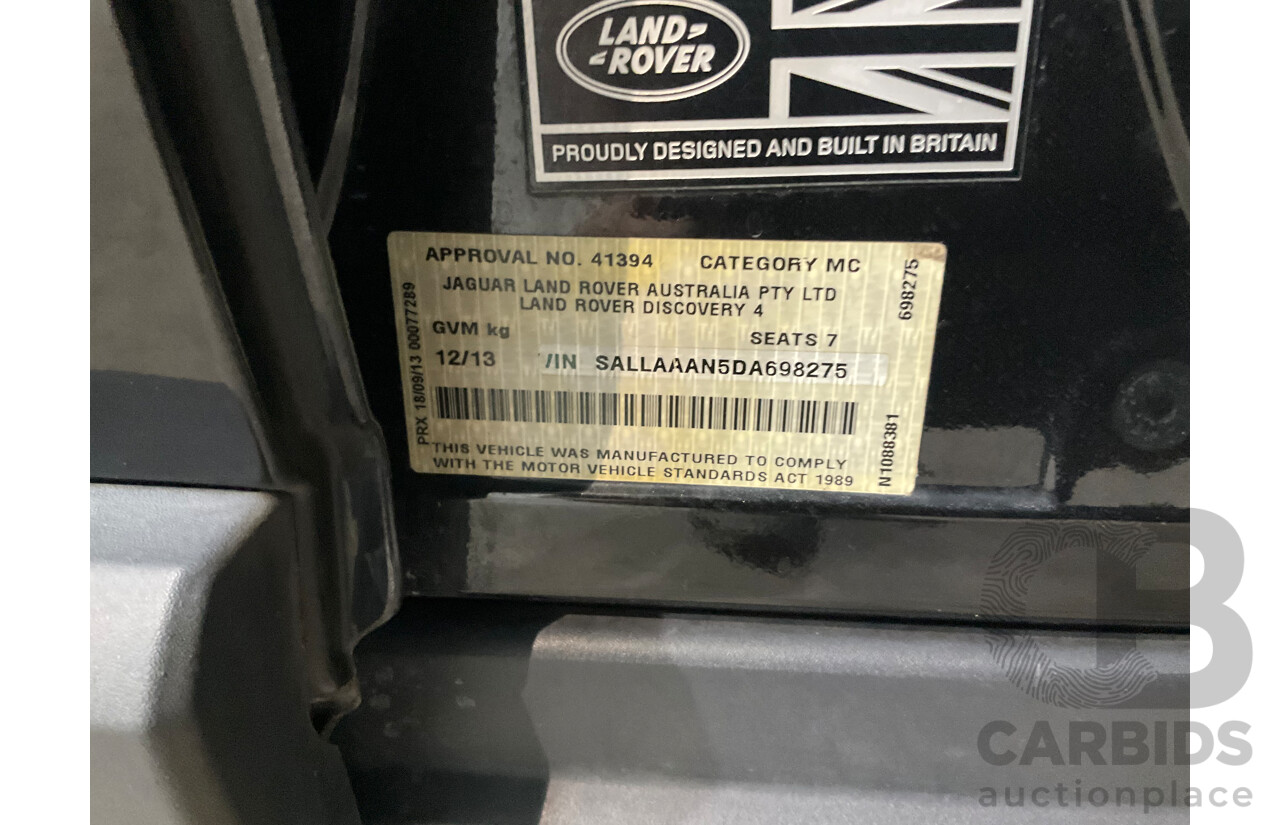 LAND
ROVER
PROUDLY DESIGNED AND BUILT IN BRITAIN
APPROVAL NO. 41394 CATEGORY MC
JAGUAR LAND ROVER AUSTRALIA PTY LTD
LAND ROVER DISCOVERY 4
GVM kg SEATS 7
12/13 VIN SALLAAAN5DA698275
THIS VEHICLE WAS MANUFACTURED TO COMPLY
WITH THE MOTOR VEHICLE STANDARDS ACT 1989
PRX 18/09/13 00077289
698275
N1088381
CB
CARBIDS
auctionplace